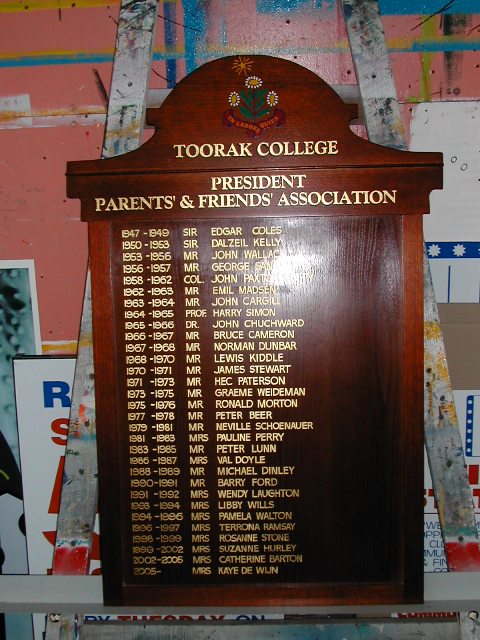 IN LABORE QUIES
TOORAK COLLEGE
PRESIDENT
PARENTS' & FRIENDS' ASSOCIATION
1947 - 1949 SIR EDGAR COLES
1950 - 1953 SIR DALZEIL KELLY
1953 - 1956 MR JOHN WALLAC
1956 - 1957 MR GEORGE
1958 - 1962 COL. JOHN
1962 - 1963 MR EMIL MADSEN
1963 - 1964 MR JOHN CARGILL
1964 - 1965 PROF. HARRY SIMON
1965 - 1966 DR. JOHN CHUCHWARD
1966 - 1967 MR BRUCE CAMERON
1967 - 1968 MR NORMAN DUNBAR
1968 - 1970 MR LEWIS KIDDLE
1970 - 1971 MR JAMES STEWART
1971 - 1973 MR HEC PATERSON
1973 - 1975 MR GRAEME WEIDEMAN
1975 - 1976 MR RONALD MORTON
1977 - 1978 MR PETER BEER
1979 - 1981 MR NEVILLE SCHOENAUER
1981 - 1983 MRS PAULINE PERRY
1983 - 1985 MR PETER LUNN
1986 - 1987 MRS VAL DOYLE
1988 - 1989 MR MICHAEL DINLEY
1990 - 1991 MR BARRY FORD
1991 - 1992 MRS WENDY LAUGHTON
1993 - 1994 MRS LIBBY WILLS
1994 - 1996 MRS PAMELA WALTON
1996 - 1997 MRS TERRONA RAMSAY
1998 - 1999 MRS ROSANNE STONE
1999 - 2002 MRS SUZANNE HURLEY
2002 - 2005 MRS CATHERINE BARTON
2005 - MRS KAYE DE WIJN
BY TUESDAY ON